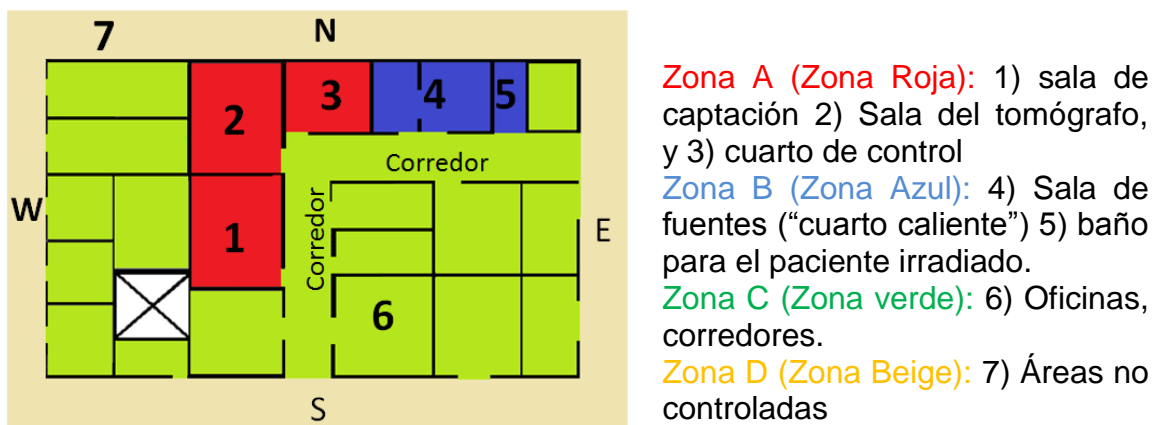 7
N
2
3
4
5
Corredor
W
1
Corredor
E
6
S
Zona A (Zona Roja): 1) sala de
captación 2) Sala del tomógrafo,
y 3) cuarto de control
Zona B (Zona Azul): 4) Sala de
fuentes (“cuarto caliente”) 5) baño
para el paciente irradiado.
Zona C (Zona verde): 6) Oficinas,
corredores.
Zona D (Zona Beige): 7) Áreas no
controladas